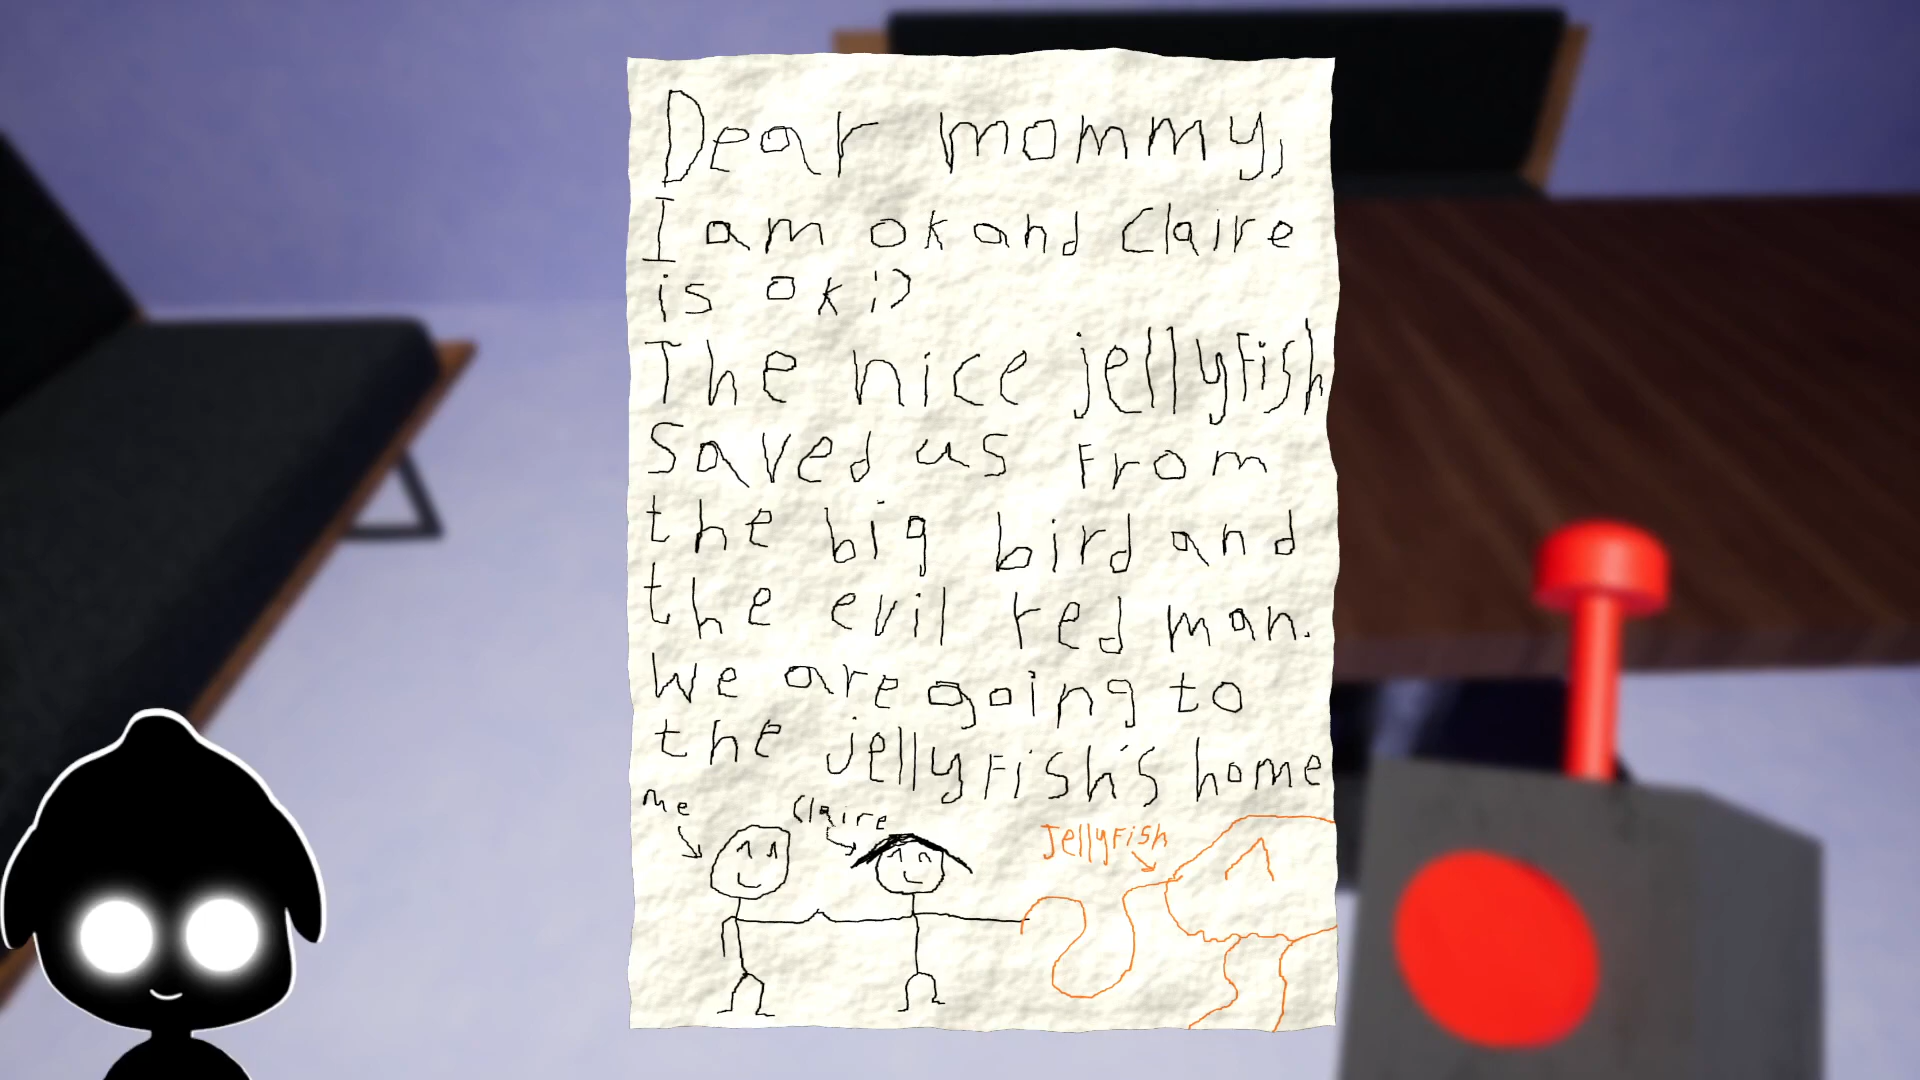 Dear mommy,
I am ok and Claire
is ok :)
The nice jellyfish
saved us from
the big bird and
the evil red man.
We are going to
the jellyfish's home
me
Claire
Jellyfish